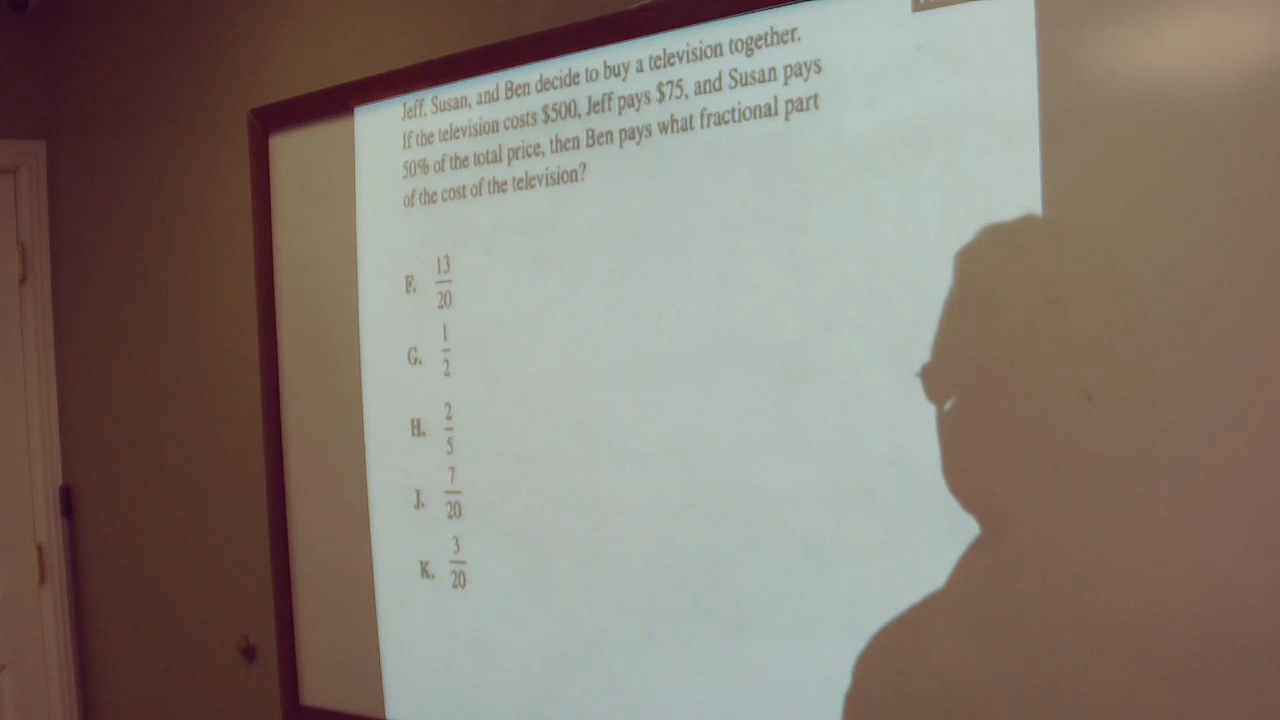 Jeff, Susan, and Ben decide to buy a television together.
If the television costs $500, Jeff pays $75, and Susan pays
50% of the total price, then Ben pays what fractional part
of the cost of the television?
F. 13/20
G. 1/2
H. 2/5
J. 7/20
K. 3/20